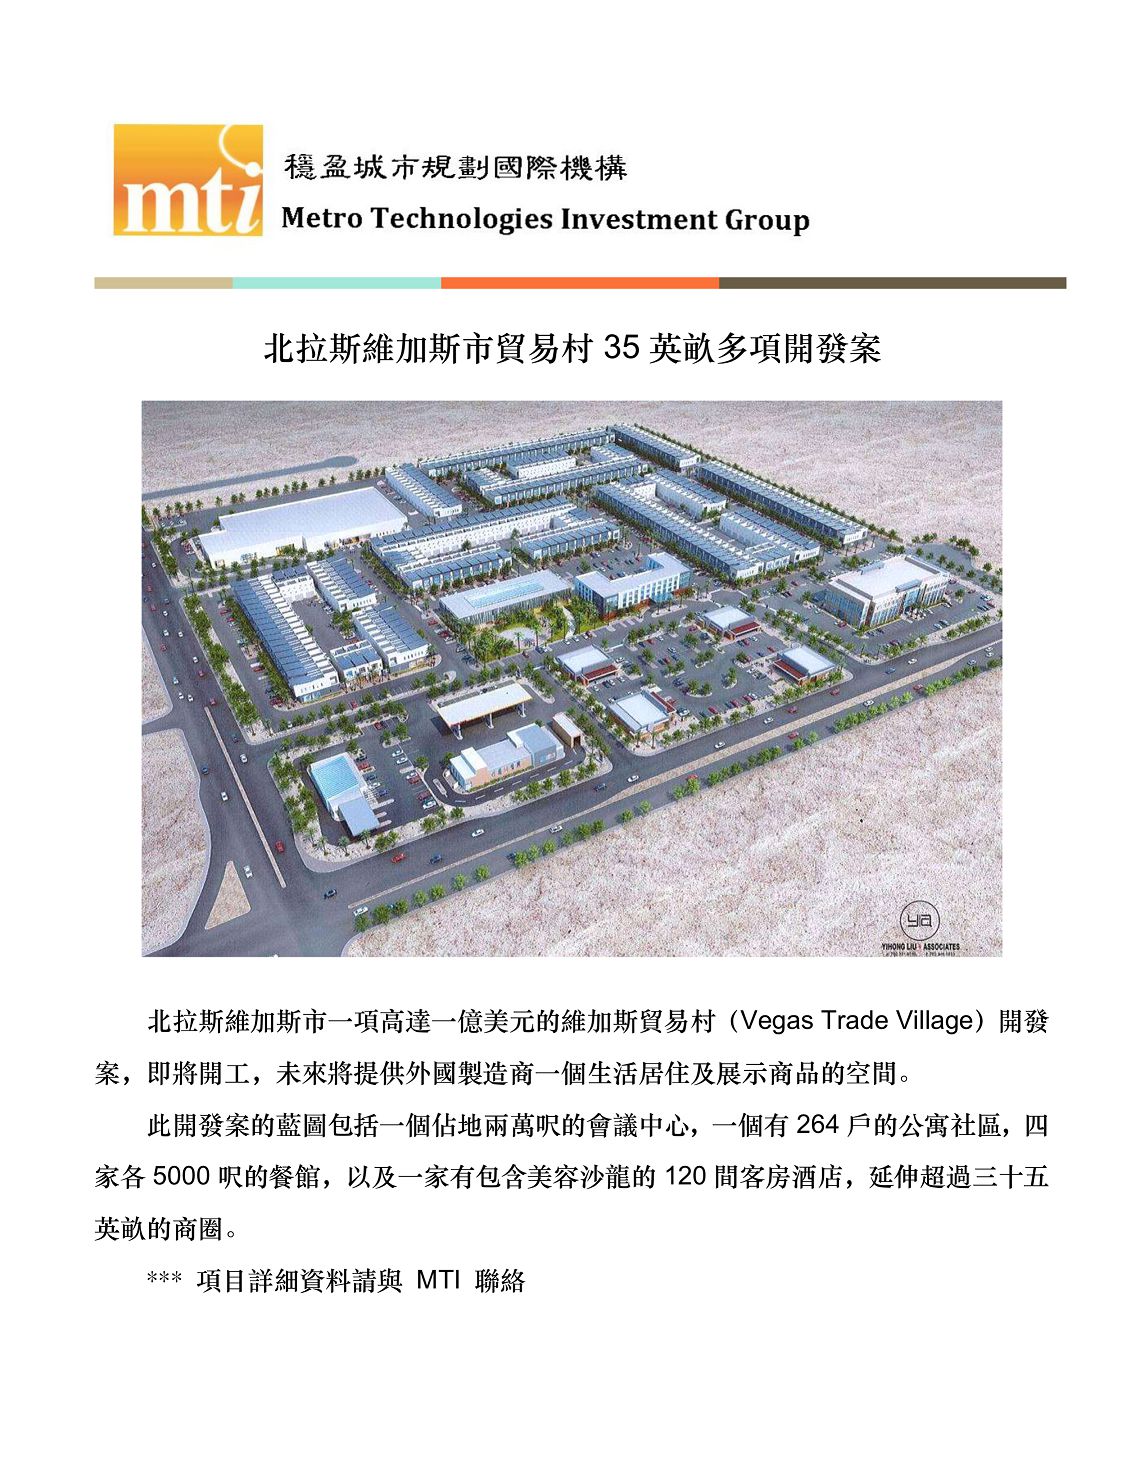 mti
穩盈城市規劃國際機構
Metro Technologies Investment Group
北拉斯維加斯市貿易村 35 英畝多項開發案
YIA
YIHONG LIU + ASSOCIATES
北拉斯維加斯市一項高達一億美元的維加斯貿易村（Vegas Trade Village）開發
案，即將開工，未來將提供外國製造商一個生活居住及展示商品的空間。
此開發案的藍圖包括一個佔地兩萬呎的會議中心，一個有 264 戶的公寓社區，四
家各 5000 呎的餐館，以及一家有包含美容沙龍的 120 間客房酒店，延伸超過三十五
英畝的商圈。
*** 項目詳細資料請與 MTI 聯絡